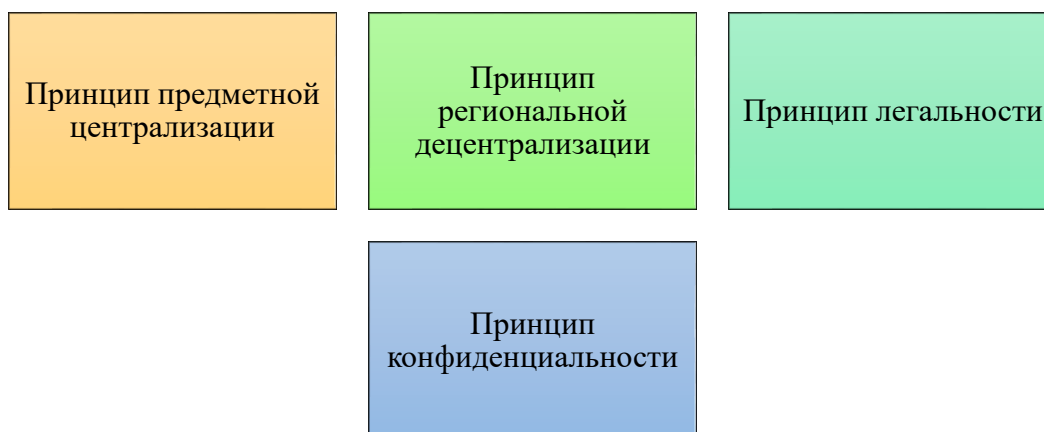 Принцип предметной
централизации
Принцип
региональной
децентрализации
Принцип легальности
Принцип
конфиденциальности